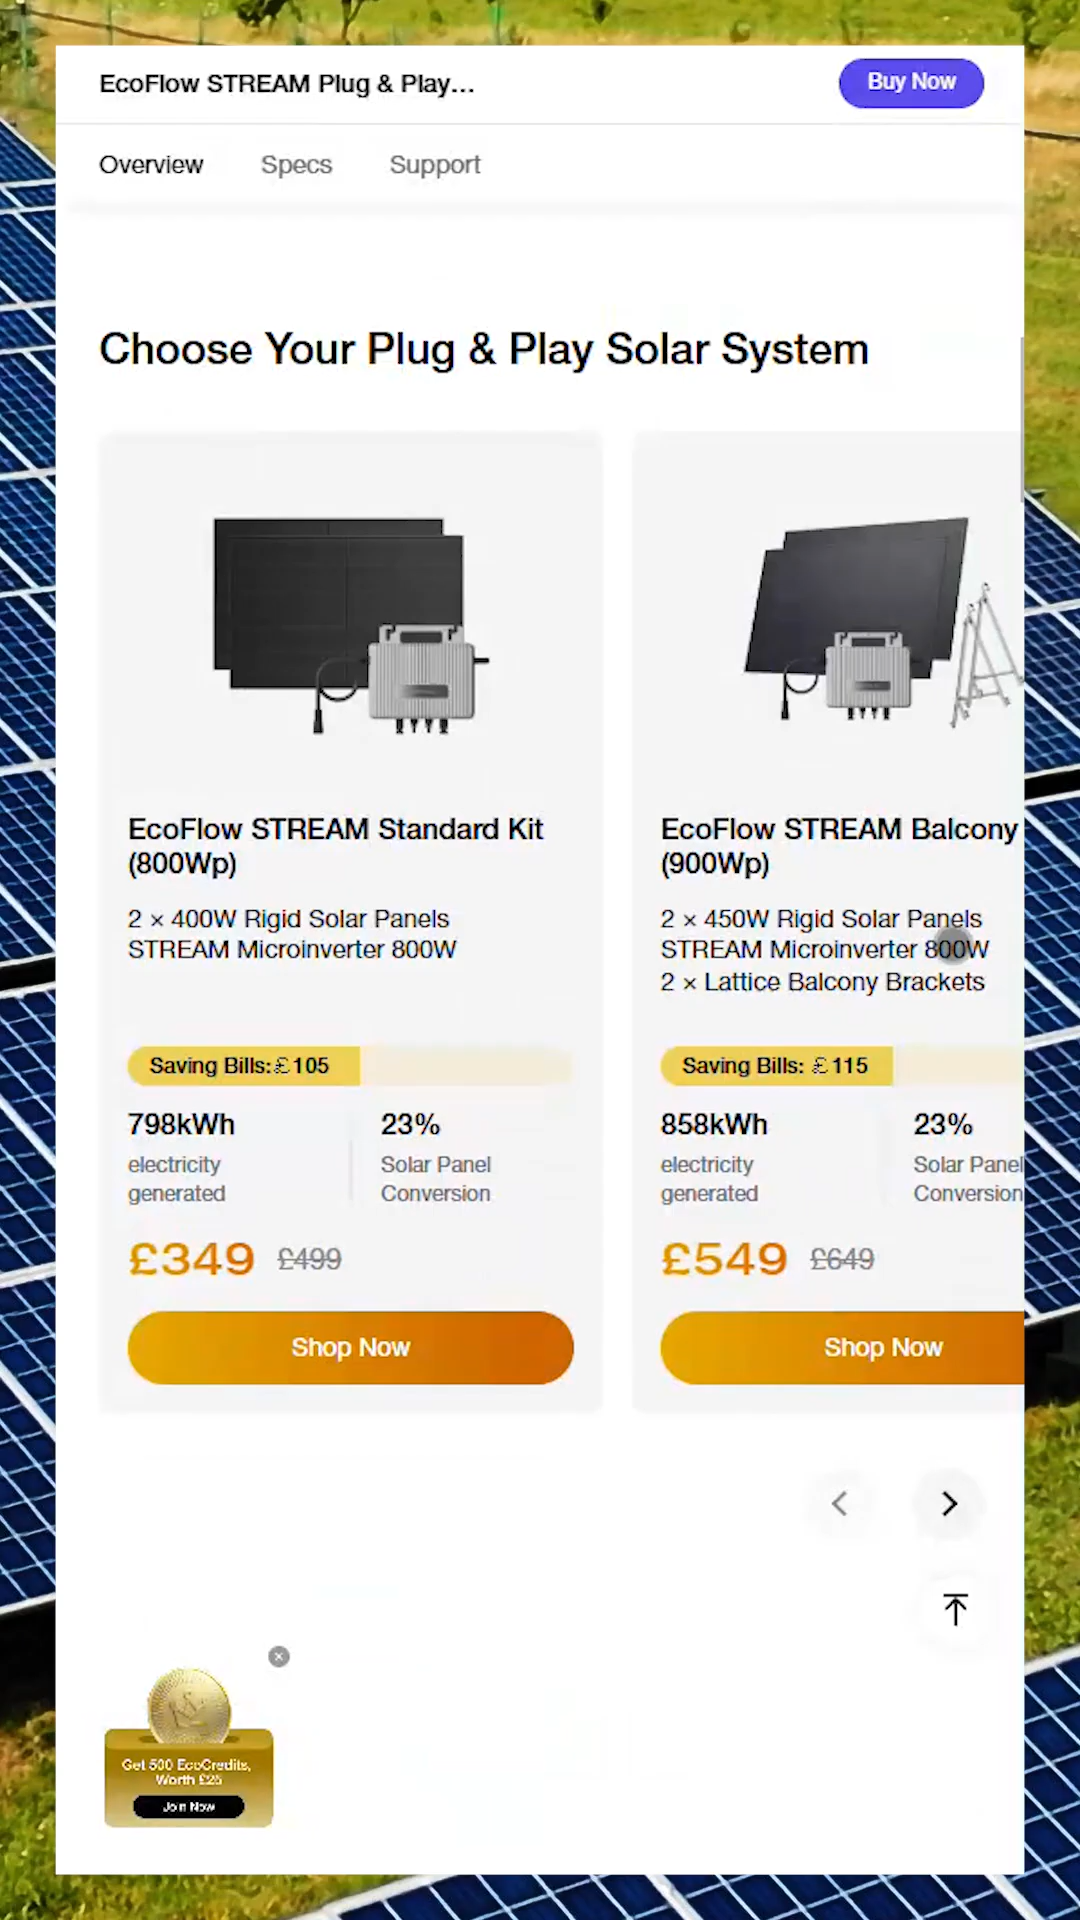 EcoFlow STREAM Plug & Play...
Buy Now
Overview
Specs
Support
Choose Your Plug & Play Solar System
EcoFlow STREAM Standard Kit
(800Wp)
2 × 400W Rigid Solar Panels
STREAM Microinverter 800W
Saving Bills:£105
798kWh
electricity
generated
23%
Solar Panel
Conversion
£349 £499
Shop Now
EcoFlow STREAM Balcony
(900Wp)
2 × 450W Rigid Solar Panels
STREAM Microinverter 800W
2 × Lattice Balcony Brackets
Saving Bills: £115
858kWh
electricity
generated
23%
Solar Panel
Conversion
£549 £649
Shop Now
Get 500 EcoCredits,
Worth £25
Join Now